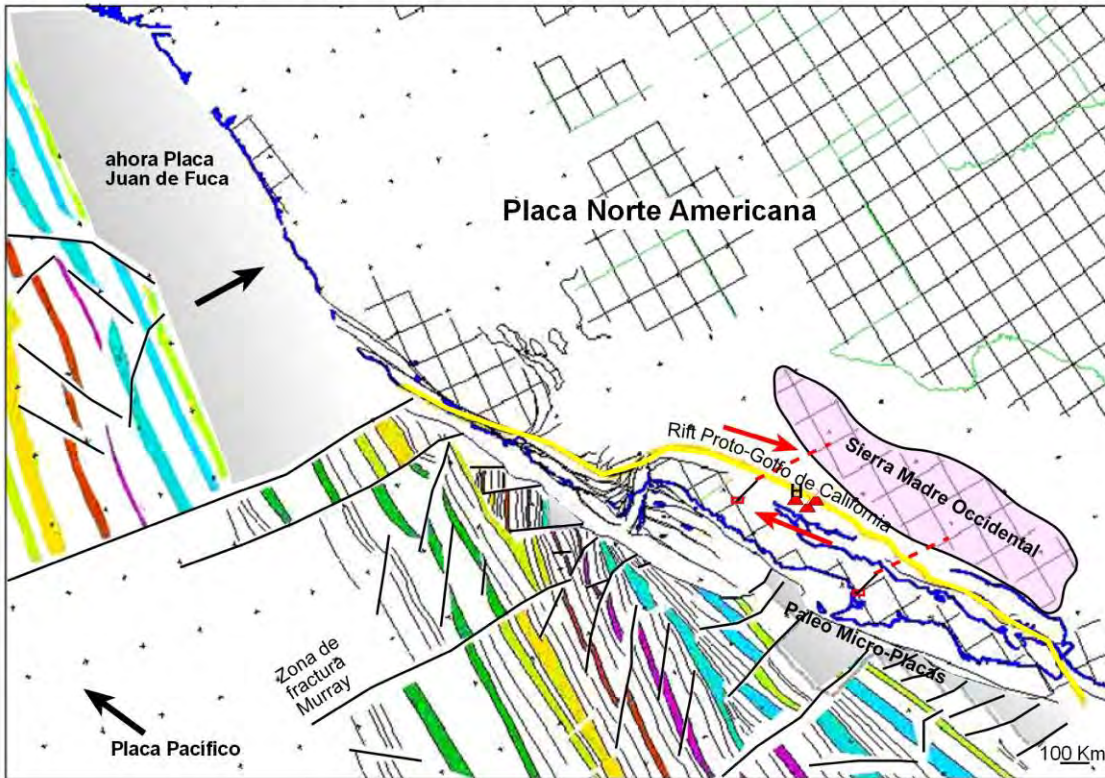 ahora Placa
Juan de Fuca
Placa Norte Americana
Rift Proto-Golfo de California
H
Sierra Madre Occidental
Paleo Micro-Placas
Zona de
fractura
Murray
Placa Pacífico
100 Km